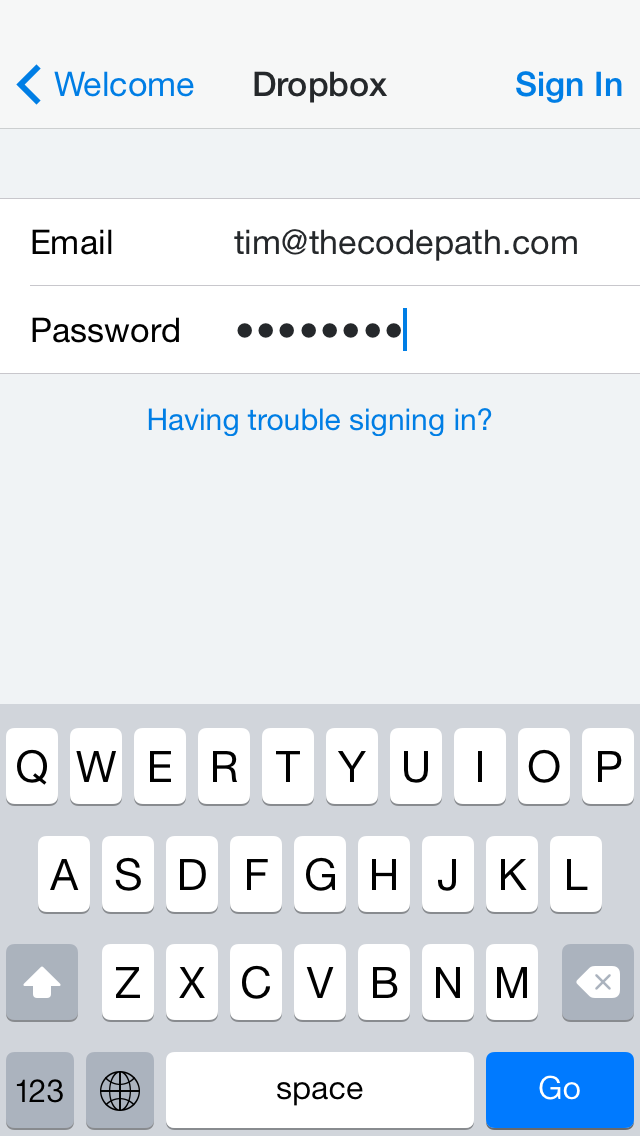 Welcome Dropbox Sign In
Email tim@thecodepath.com
Password ••••••••
Having trouble signing in?
Q W E R T Y U I O P
A S D F G H J K L
Z X C V B N M
123 space Go